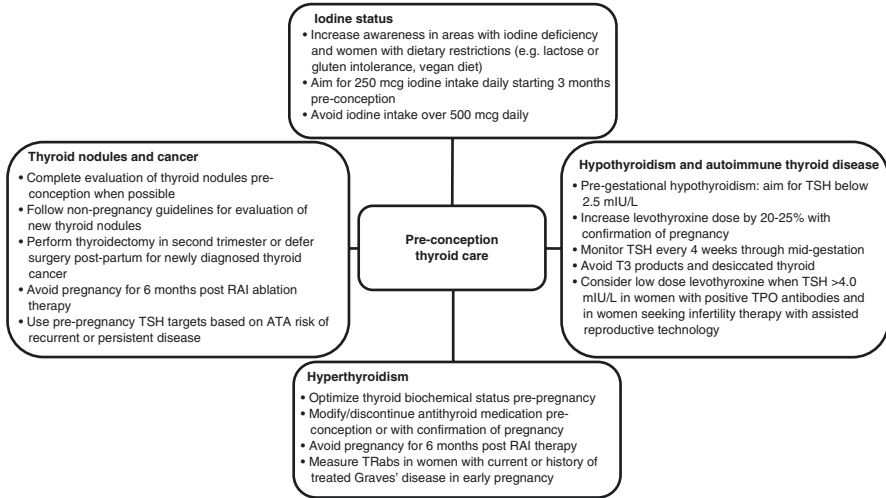 Iodine status
• Increase awareness in areas with iodine deficiency
and women with dietary restrictions (e.g. lactose or
gluten intolerance, vegan diet)
• Aim for 250 mcg iodine intake daily starting 3 months
pre-conception
• Avoid iodine intake over 500 mcg daily
Thyroid nodules and cancer
• Complete evaluation of thyroid nodules pre-
conception when possible
• Follow non-pregnancy guidelines for evaluation of
new thyroid nodules
• Perform thyroidectomy in second trimester or defer
surgery post-partum for newly diagnosed thyroid
cancer
• Avoid pregnancy for 6 months post RAI ablation
therapy
• Use pre-pregnancy TSH targets based on ATA risk of
recurrent or persistent disease
Pre-conception
thyroid care
Hypothyroidism and autoimmune thyroid disease
• Pre-gestational hypothyroidism: aim for TSH below
2.5 mIU/L
• Increase levothyroxine dose by 20-25% with
confirmation of pregnancy
• Monitor TSH every 4 weeks through mid-gestation
• Avoid T3 products and desiccated thyroid
• Consider low dose levothyroxine when TSH >4.0
mIU/L in women with positive TPO antibodies and
in women seeking infertility therapy with assisted
reproductive technology
Hyperthyroidism
• Optimize thyroid biochemical status pre-pregnancy
• Modify/discontinue antithyroid medication pre-
conception or with confirmation of pregnancy
• Avoid pregnancy for 6 months post RAI therapy
• Measure TRabs in women with current or history of
treated Graves' disease in early pregnancy